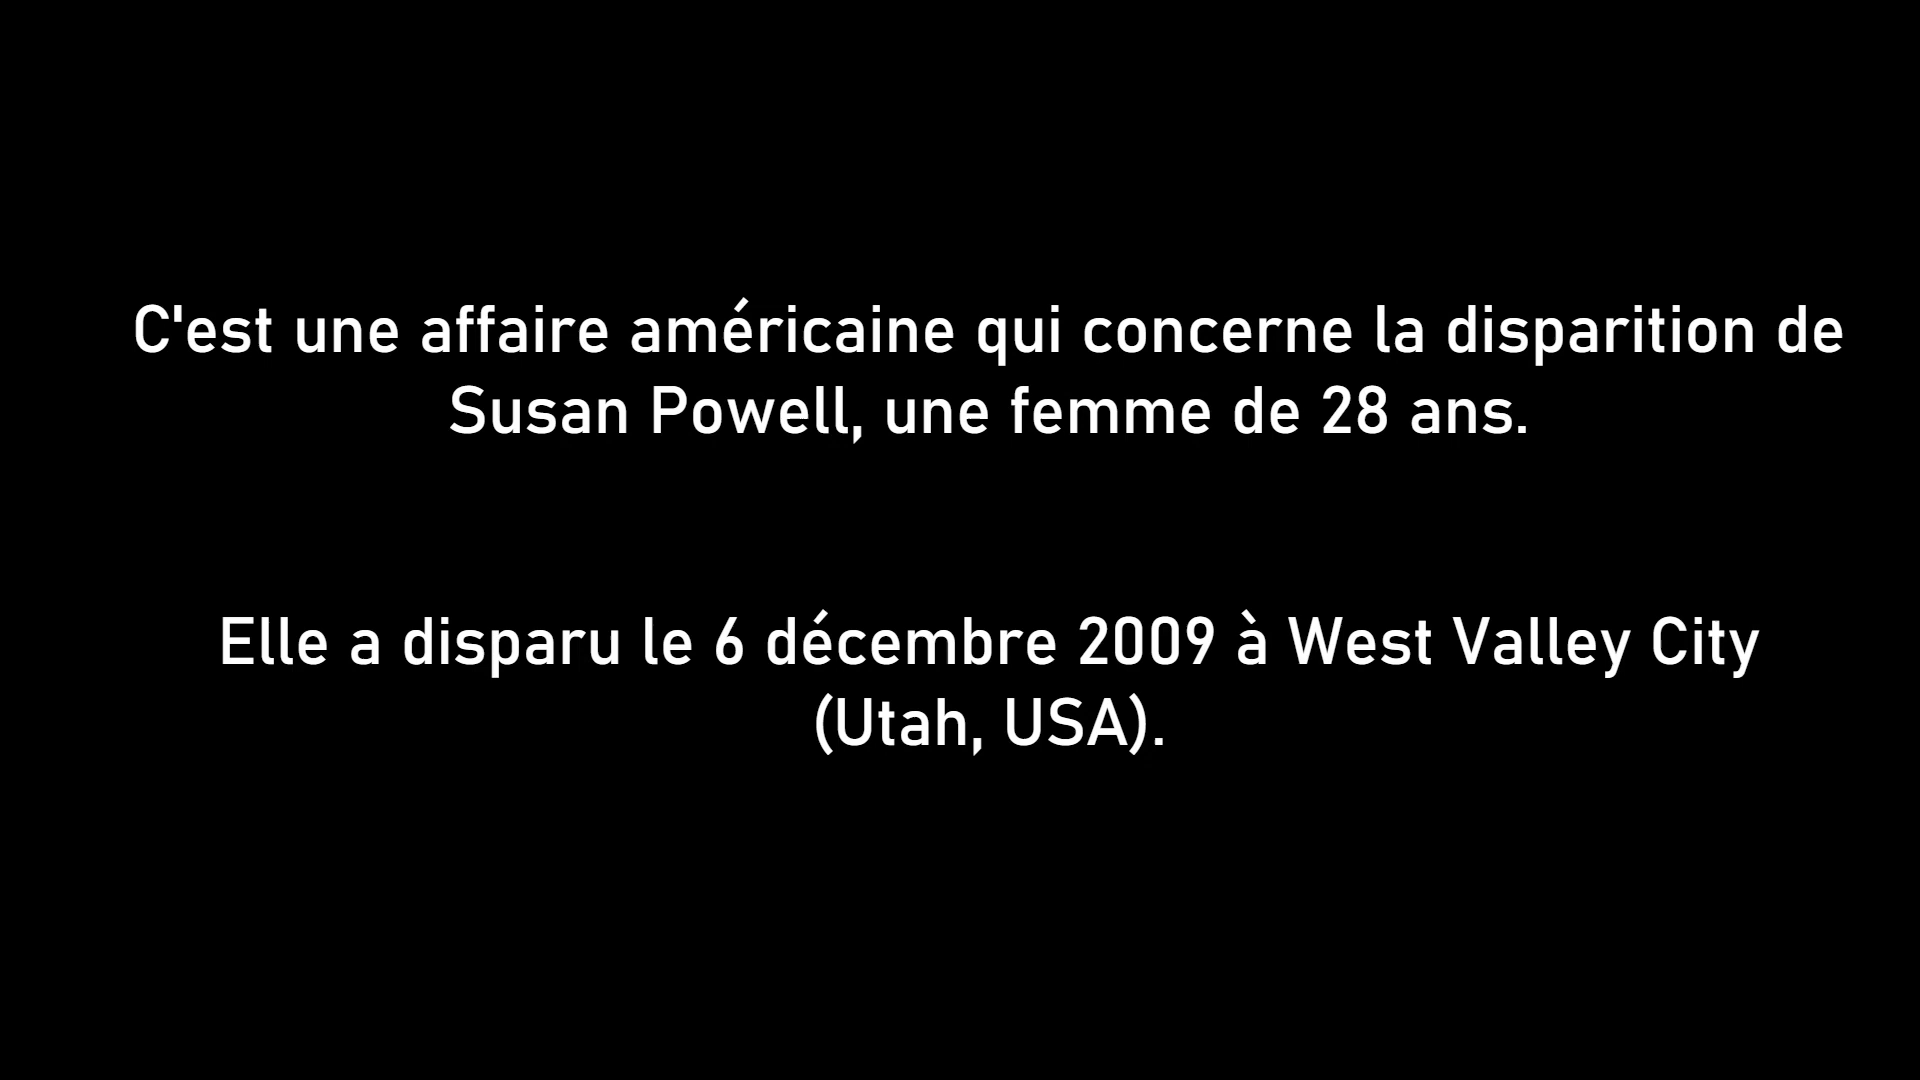 C'est une affaire américaine qui concerne la disparition de
Susan Powell, une femme de 28 ans.
Elle a disparu le 6 décembre 2009 à West Valley City
(Utah, USA).